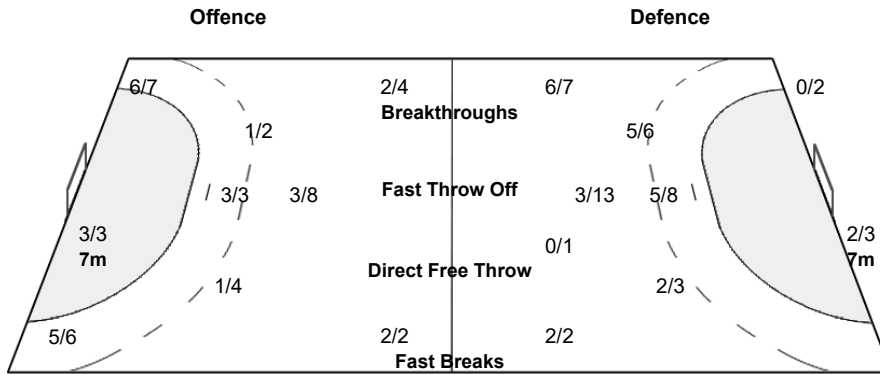 Offence Defence
6/7 2/4 6/7 0/2
Breakthroughs
1/2 5/6
3/3 3/8 Fast Throw Off 3/13 5/8
3/3 2/3
7m 7m
0/1
Direct Free Throw
1/4 2/3
5/6 2/2 2/2
Fast Breaks